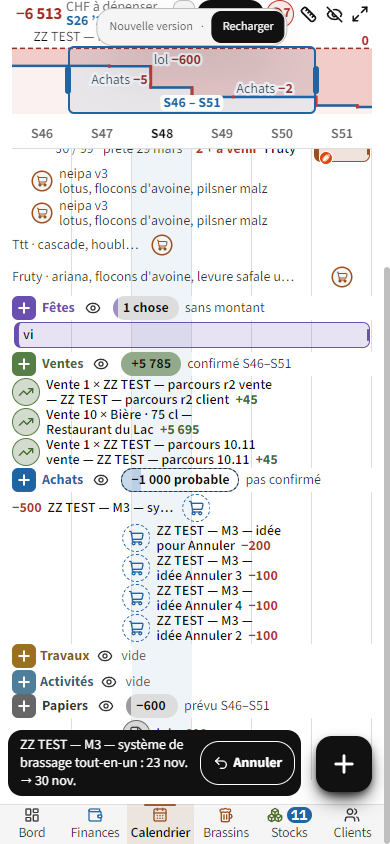 −6 513
CHF à dépenser
S26
Nouvelle version ·
Recharger
7
ZZ TEST —
0
lol −600
Achats −5
Achats −2
S46 – S51
S46 S47 S48 S49 S50 S51
neipa v3
lotus, flocons d'avoine, pilsner malz
neipa v3
lotus, flocons d'avoine, pilsner malz
Ttt · cascade, houbl…
Fruty · ariana, flocons d'avoine, levure safale u…
Fêtes 1 chose sans montant
vi
Ventes +5 785 confirmé S46–S51
Vente 1 × ZZ TEST — parcours r2 vente
— ZZ TEST — parcours r2 client +45
Vente 10 × Bière · 75 cl —
Restaurant du Lac +5 695
Vente 1 × ZZ TEST — parcours 10.11
vente — ZZ TEST — parcours 10.11 +45
Achats −1 000 probable pas confirmé
−500 ZZ TEST — M3 — sy…
ZZ TEST — M3 — idée
pour Annuler −200
ZZ TEST — M3 —
idée Annuler 3 −100
ZZ TEST — M3 —
idée Annuler 4 −100
ZZ TEST — M3 —
idée Annuler 2 −100
Travaux vide
Activités vide
Papiers −600 prévu S46–S51
ZZ TEST — M3 — système de
brassage tout-en-un : 23 nov.
→ 30 nov.
Annuler
Bord Finances Calendrier Brassins Stocks 11 Clients